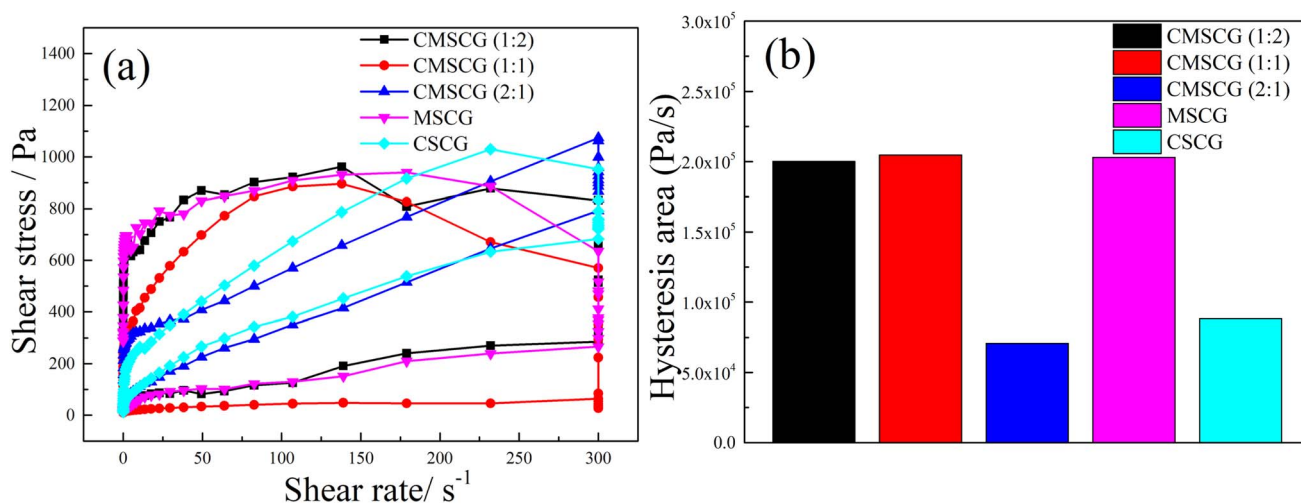 (a)
CMSCG (1:2)
CMSCG (1:1)
CMSCG (2:1)
MSCG
CSCG
1400
1200
1000
800
600
400
200
0
Shear stress / Pa
0 50 100 150 200 250 300
Shear rate/ s⁻¹
(b)
CMSCG (1:2)
CMSCG (1:1)
CMSCG (2:1)
MSCG
CSCG
3.0x10⁵
2.5x10⁵
2.0x10⁵
1.5x10⁵
1.0x10⁵
5.0x10⁴
0.0
Hysteresis area (Pa/s)